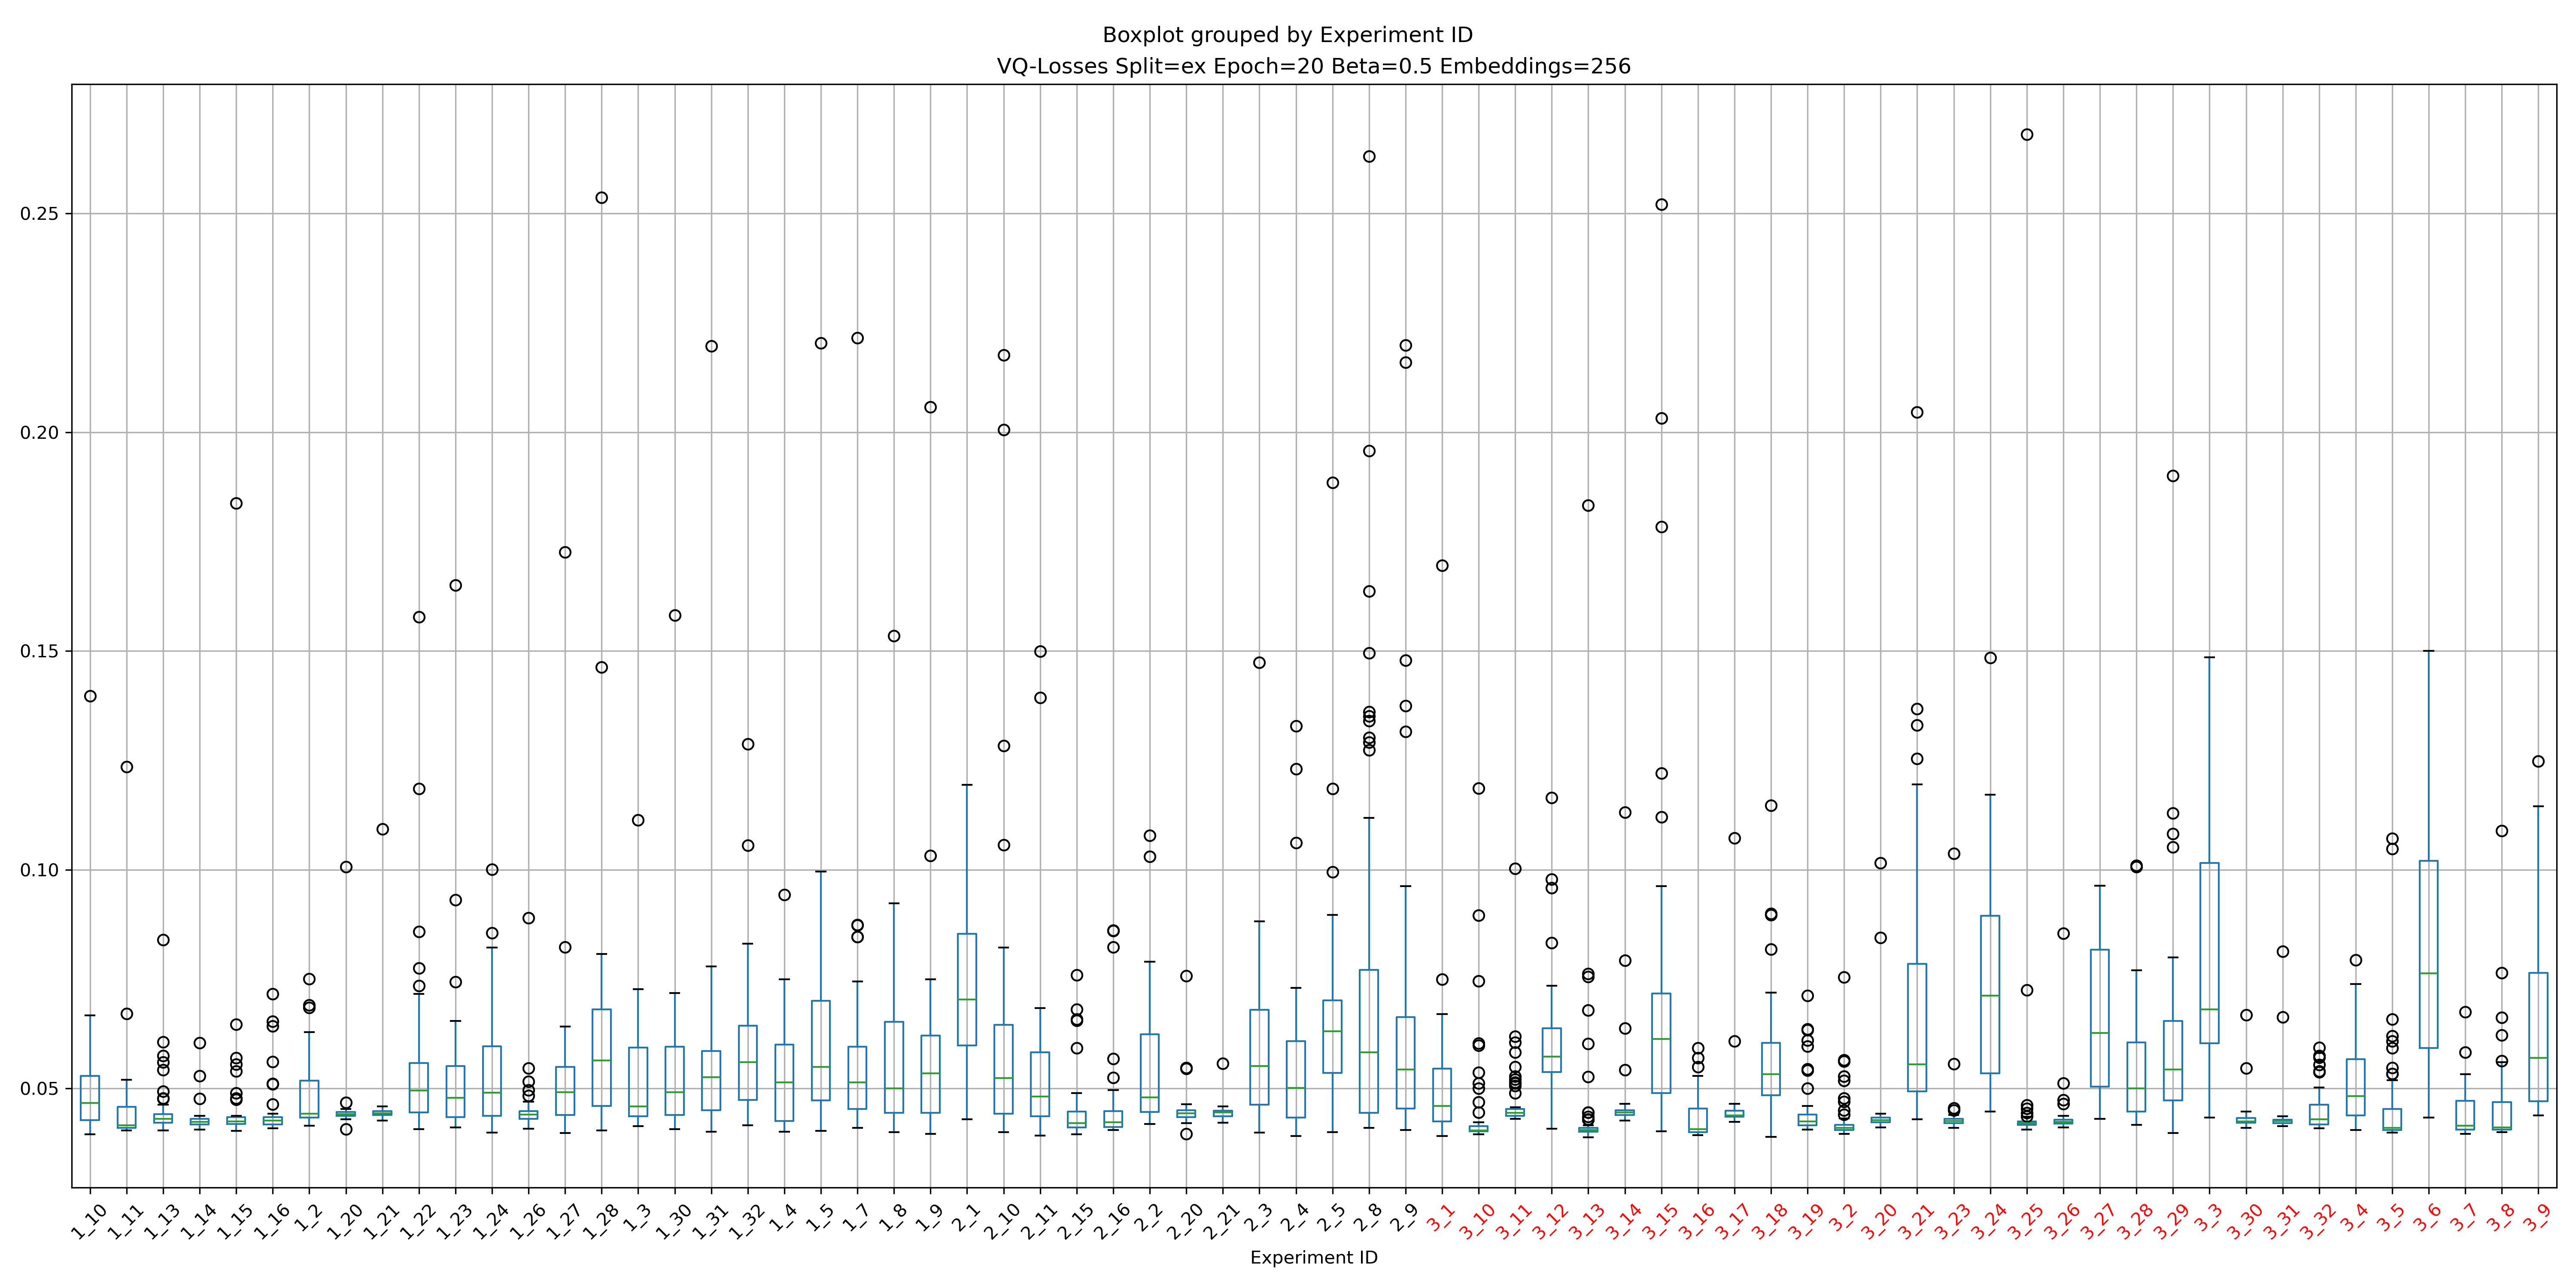 Boxplot grouped by Experiment ID
VQ-Losses Split=ex Epoch=20 Beta=0.5 Embeddings=256
0.25
0.20
0.15
0.10
0.05
1_10 1_11 1_13 1_14 1_15 1_16 1_2 1_20 1_21 1_22 1_23 1_24 1_26 1_27 1_28 1_3 1_30 1_31 1_32 1_4 1_5 1_7 1_8 1_9 2_1 2_10 2_11 2_15 2_16 2_2 2_20 2_21 2_3 2_4 2_5 2_8 2_9 3_1 3_10 3_11 3_12 3_13 3_14 3_15 3_16 3_17 3_18 3_19 3_2 3_20 3_21 3_23 3_24 3_25 3_26 3_27 3_28 3_29 3_3 3_30 3_31 3_32 3_4 3_5 3_6 3_7 3_8 3_9
Experiment ID